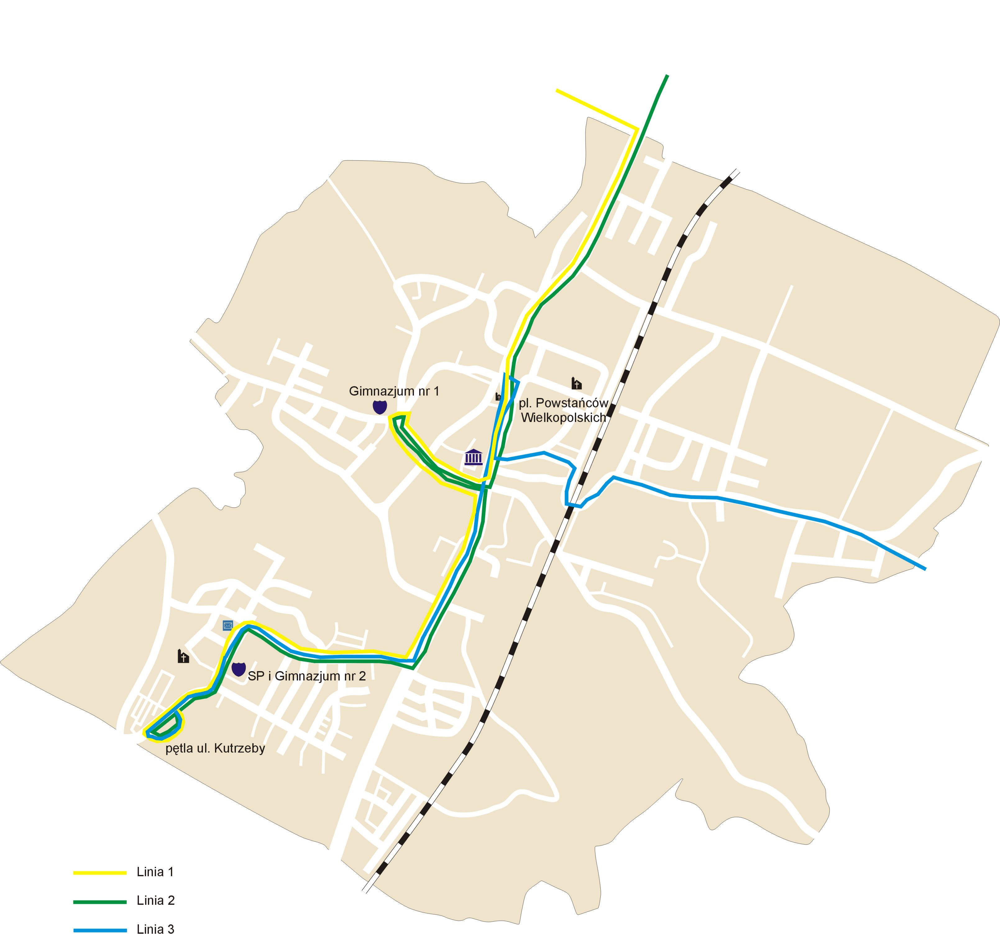 Gimnazjum nr 1
pl. Powstańców
Wielkopolskich
SP i Gimnazjum nr 2
pętla ul. Kutrzeby
Linia 1
Linia 2
Linia 3